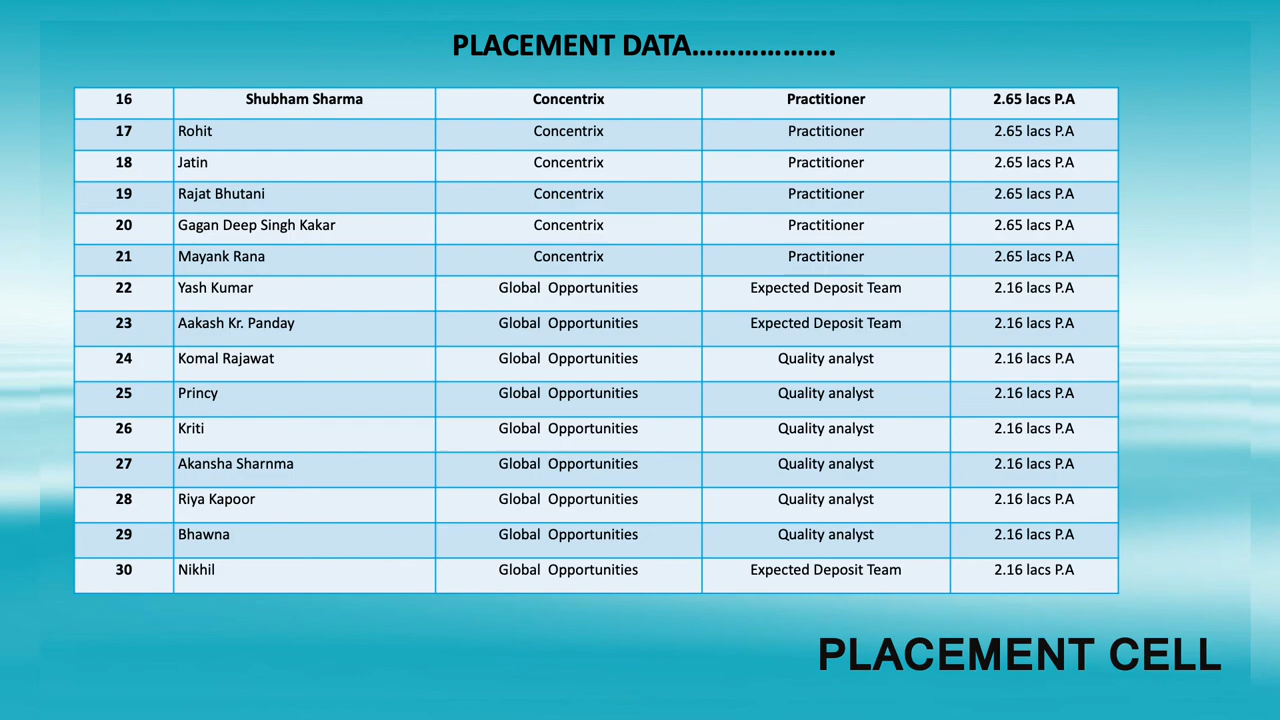 PLACEMENT DATA……………….
16 Shubham Sharma Concentrix Practitioner 2.65 lacs P.A
17 Rohit Concentrix Practitioner 2.65 lacs P.A
18 Jatin Concentrix Practitioner 2.65 lacs P.A
19 Rajat Bhutani Concentrix Practitioner 2.65 lacs P.A
20 Gagan Deep Singh Kakar Concentrix Practitioner 2.65 lacs P.A
21 Mayank Rana Concentrix Practitioner 2.65 lacs P.A
22 Yash Kumar Global Opportunities Expected Deposit Team 2.16 lacs P.A
23 Aakash Kr. Panday Global Opportunities Expected Deposit Team 2.16 lacs P.A
24 Komal Rajawat Global Opportunities Quality analyst 2.16 lacs P.A
25 Princy Global Opportunities Quality analyst 2.16 lacs P.A
26 Kriti Global Opportunities Quality analyst 2.16 lacs P.A
27 Akansha Sharnma Global Opportunities Quality analyst 2.16 lacs P.A
28 Riya Kapoor Global Opportunities Quality analyst 2.16 lacs P.A
29 Bhawna Global Opportunities Quality analyst 2.16 lacs P.A
30 Nikhil Global Opportunities Expected Deposit Team 2.16 lacs P.A
PLACEMENT CELL